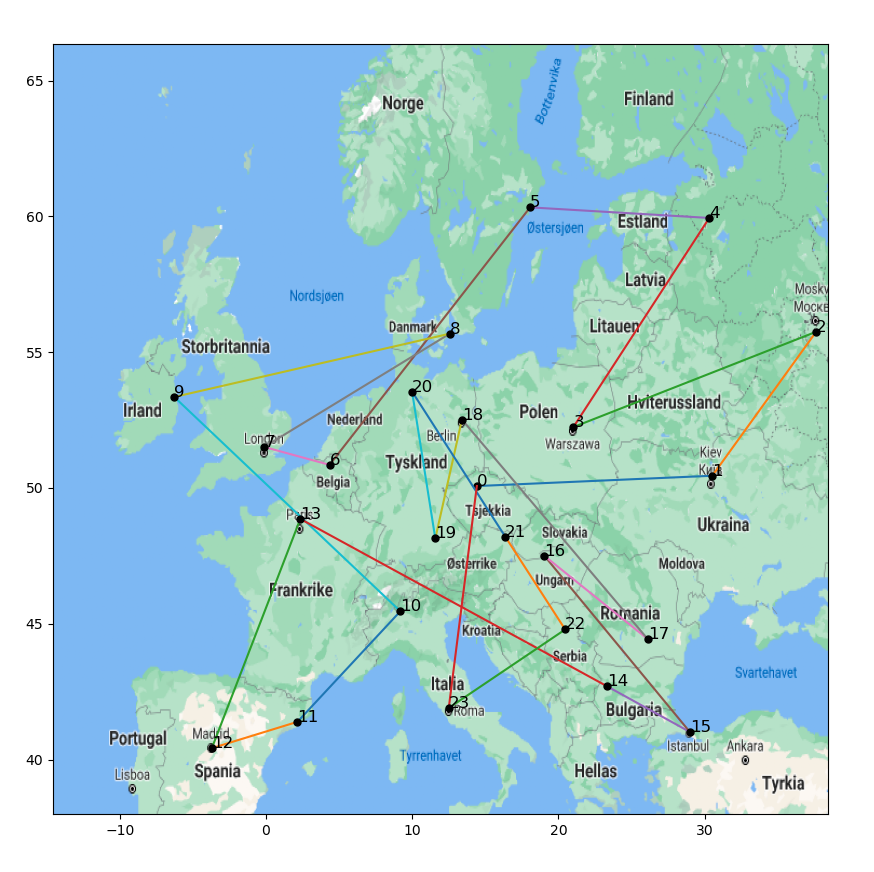 65
60
55
50
45
40
−10
0
10
20
30
Norge
Finland
Bottenvika
5
4
Estland
Østersjøen
Latvia
Mosky
Москв
Nordsjøen
2
Danmark
8
Litauen
Storbritannia
9
20
Irland
Hviterussland
18
Polen
3
Nederland
Warszawa
London
7
Berlin
6
Tyskland
Kiev
1
Belgia
0
13
Tsjekkia
Ukraina
21
19
Slovakia
16
Østerrike
Moldova
Ungarn
Frankrike
10
Romania
22
17
Kroatia
Serbia
Svartehavet
Italia
14
23
Roma
Bulgaria
11
15
Portugal
Madrid
12
Istanbul
Ankara
Tyrrenhavet
Spania
Hellas
Lisboa
Tyrkia